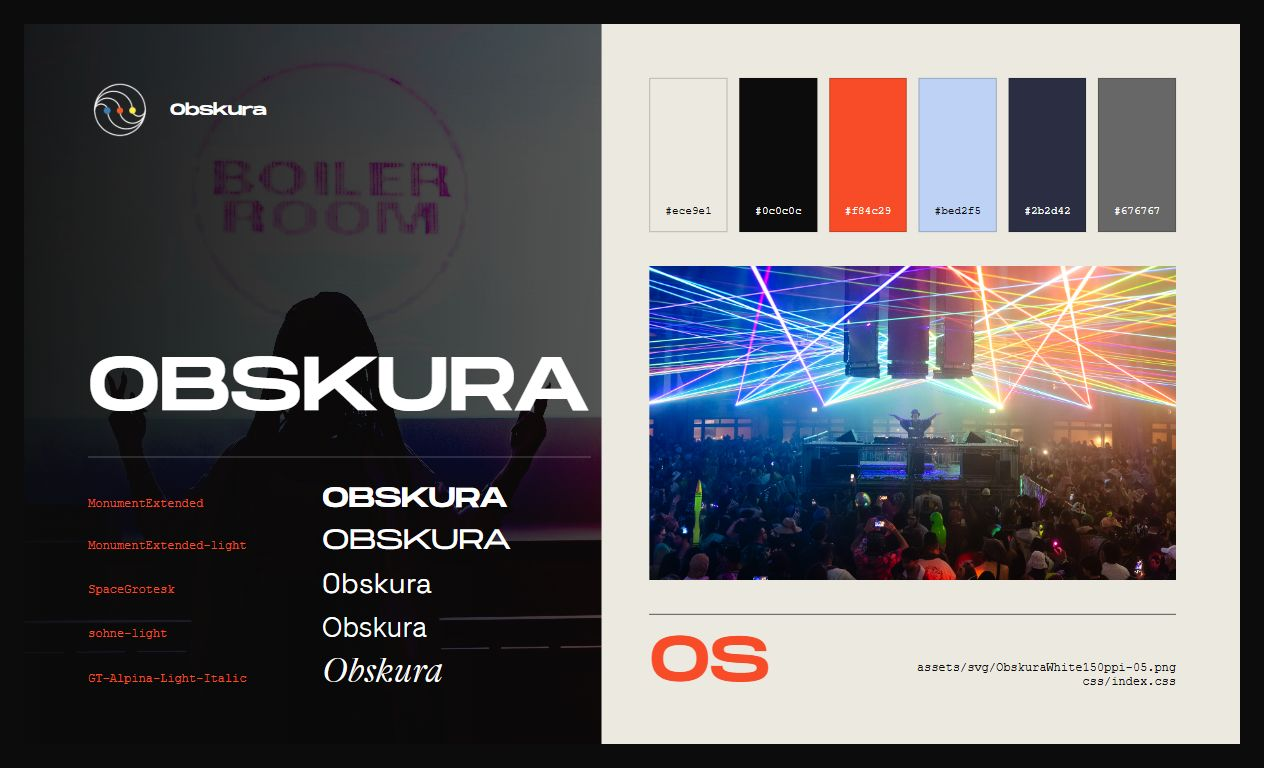 Obskura
BOILER
ROOM
OBSKURA
MonumentExtended
OBSKURA
MonumentExtended-light
OBSKURA
SpaceGrotesk
Obskura
sohne-light
Obskura
GT-Alpina-Light-Italic
Obskura
#ece9e1
#0c0c0c
#f84c29
#bed2f5
#2b2d42
#676767
OS
assets/svg/ObskuraWhite150ppi-05.png
css/index.css